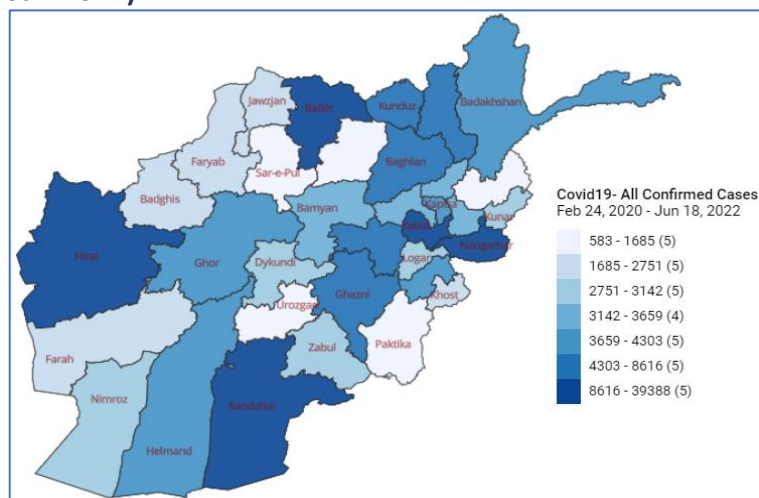 Jawzjan
Balkh
Kunduz
Badakhshan
Faryab
Sar-e-Pul
Baghlan
Badghis
Bamyan
Kapisa
Kunar
Hirat
Ghor
Dykundi
Kabul
Nangarhar
Logar
Urozgan
Ghazni
Khost
Farah
Zabul
Paktika
Nimroz
Kandahar
Helmand
Covid19- All Confirmed Cases
Feb 24, 2020 - Jun 18, 2022
583 - 1685 (5)
1685 - 2751 (5)
2751 - 3142 (5)
3142 - 3659 (4)
3659 - 4303 (5)
4303 - 8616 (5)
8616 - 39388 (5)